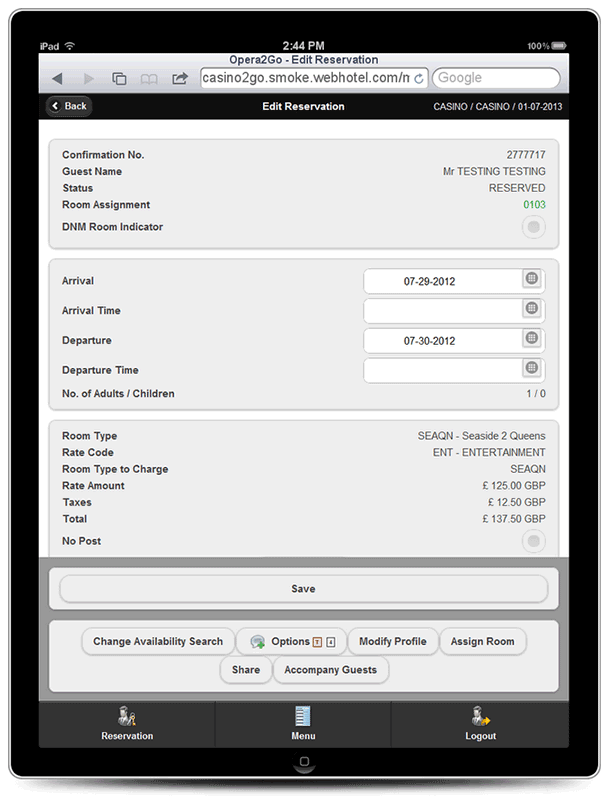 iPad 2:44 PM 100%
Opera2Go - Edit Reservation
casino2go.smoke.webhotel.com/n Google
Back Edit Reservation CASINO / CASINO / 01-07-2013
Confirmation No. 2777717
Guest Name Mr TESTING TESTING
Status RESERVED
Room Assignment 0103
DNM Room Indicator
Arrival 07-29-2012
Arrival Time
Departure 07-30-2012
Departure Time
No. of Adults / Children 1 / 0
Room Type SEAQN - Seaside 2 Queens
Rate Code ENT - ENTERTAINMENT
Room Type to Charge SEAQN
Rate Amount £ 125.00 GBP
Taxes £ 12.50 GBP
Total £ 137.50 GBP
No Post
Save
Change Availability Search Options T Modify Profile Assign Room
Share Accompany Guests
Reservation Menu Logout